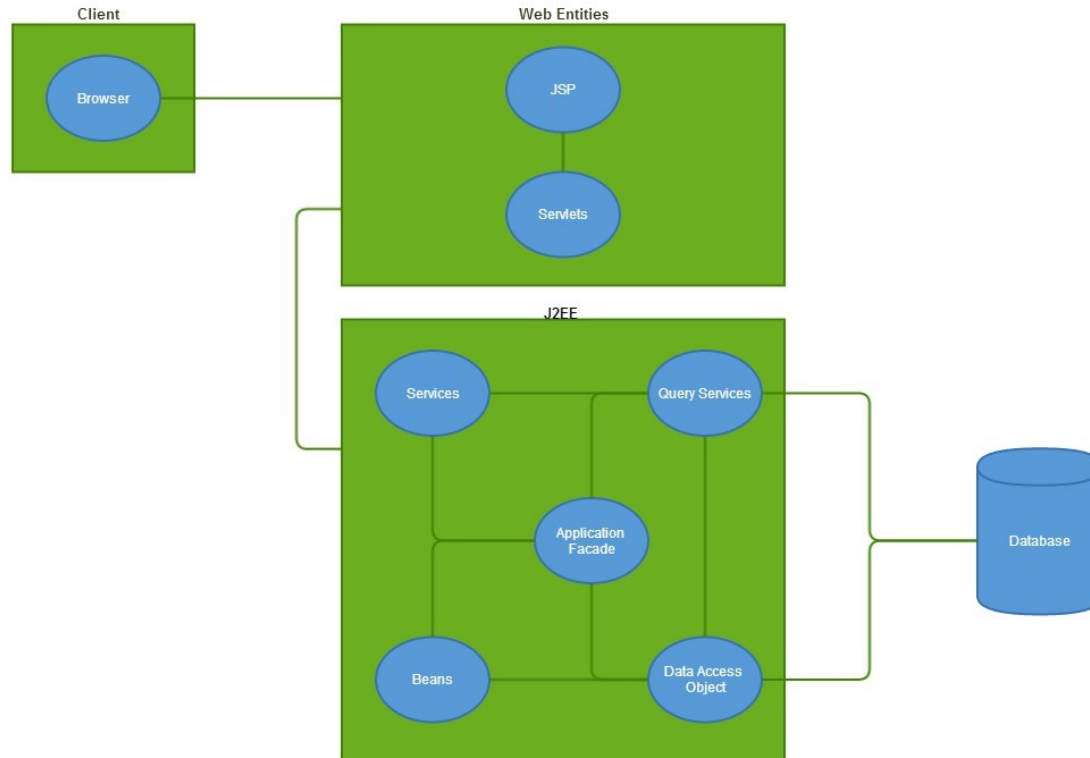 Client
Web Entities
Browser
JSP
Servlets
J2EE
Services
Query Services
Application
Facade
Database
Beans
Data Access
Object